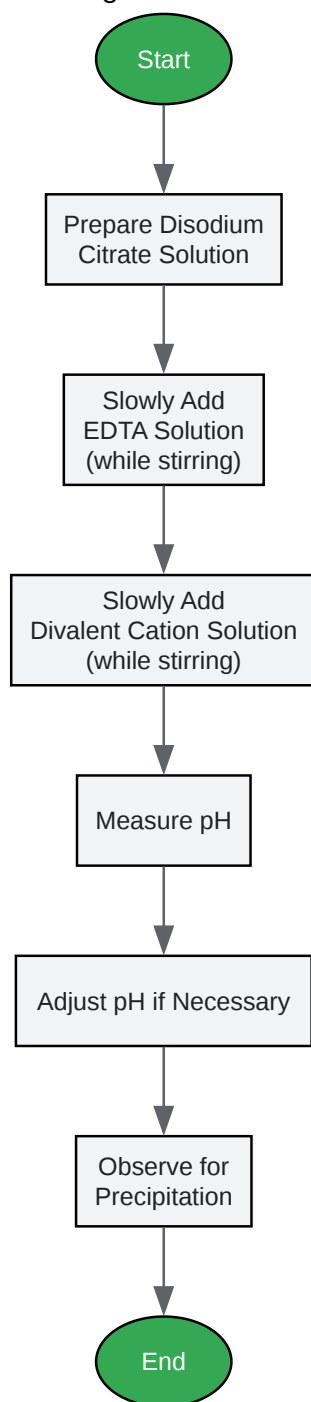 Start
Prepare Disodium
Citrate Solution
Slowly Add
EDTA Solution
(while stirring)
Slowly Add
Divalent Cation Solution
(while stirring)
Measure pH
Adjust pH if Necessary
Observe for
Precipitation
End